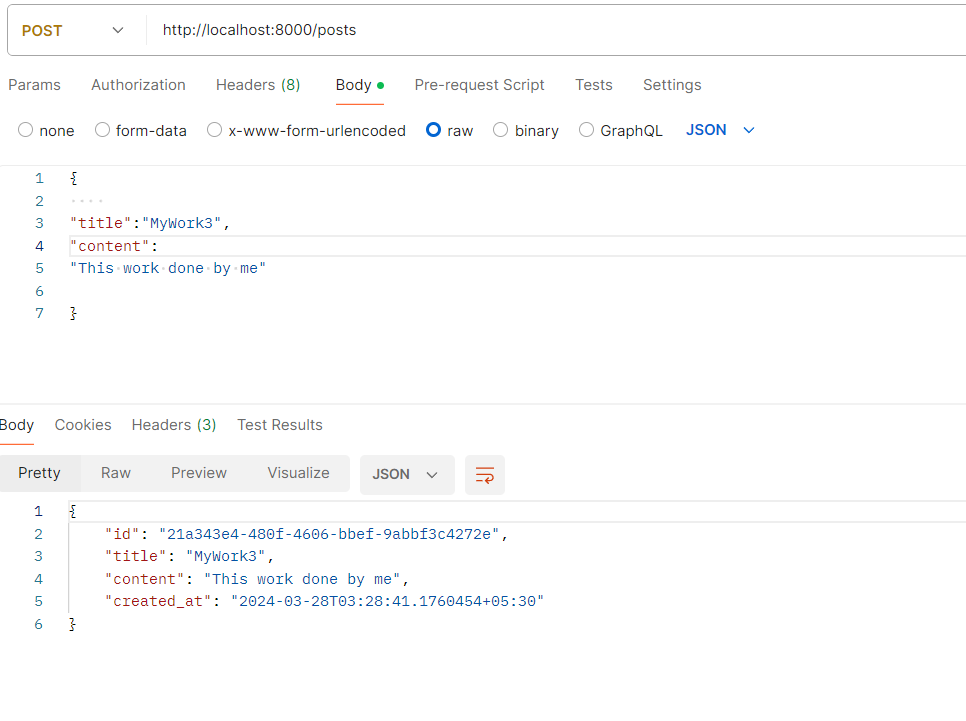 POST http://localhost:8000/posts
Params Authorization Headers (8) Body Pre-request Script Tests Settings
none form-data x-www-form-urlencoded raw binary GraphQL JSON
1 {
2 ····
3 "title":"MyWork3",
4 "content":
5 "This·work·done·by·me"
6
7 }
Body Cookies Headers (3) Test Results
Pretty Raw Preview Visualize JSON
1 {
2 "id": "21a343e4-480f-4606-bbef-9abbf3c4272e",
3 "title": "MyWork3",
4 "content": "This work done by me",
5 "created_at": "2024-03-28T03:28:41.1760454+05:30"
6 }